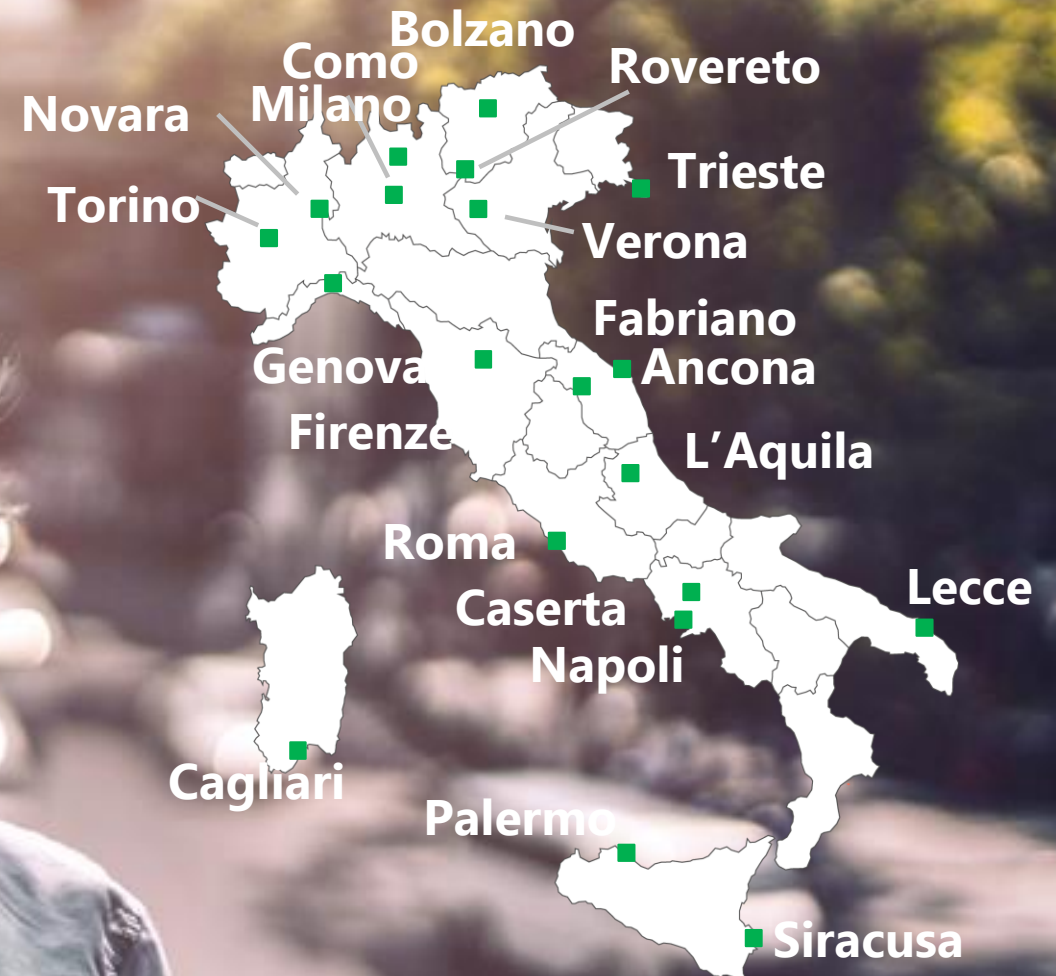 Bolzano
Como
Rovereto
Milano
Novara
Trieste
Torino
Verona
Fabriano
Genova
Ancona
Firenze
L'Aquila
Roma
Lecce
Caserta
Napoli
Cagliari
Palermo
Siracusa